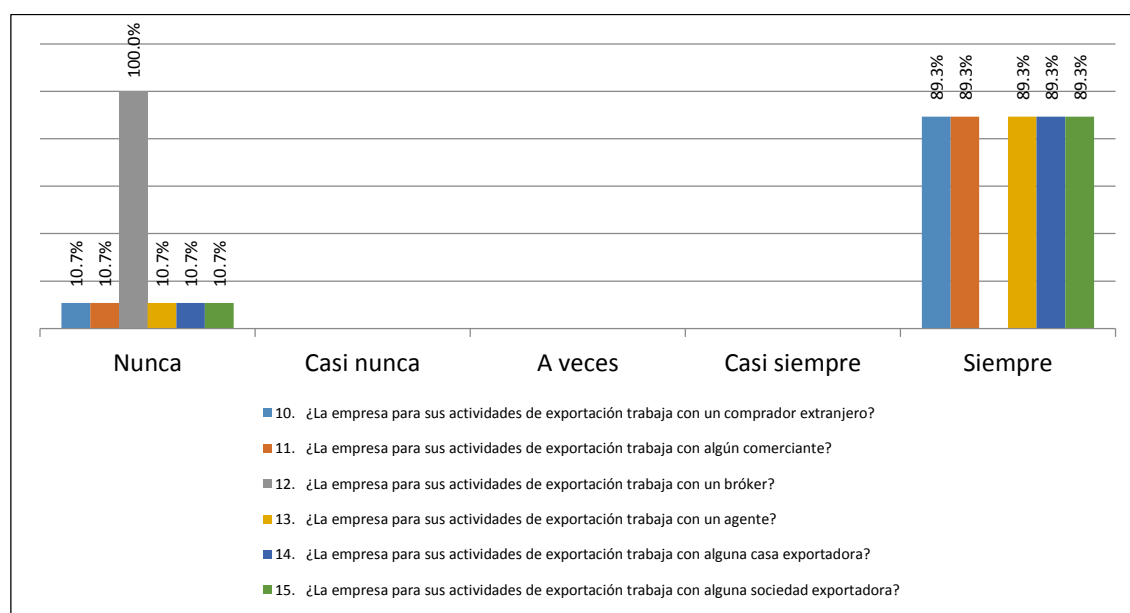 100.0%
89.3% 89.3% 89.3% 89.3% 89.3%
10.7% 10.7% 10.7% 10.7% 10.7%
Nunca Casi nunca A veces Casi siempre Siempre
10. ¿La empresa para sus actividades de exportación trabaja con un comprador extranjero?
11. ¿La empresa para sus actividades de exportación trabaja con algún comerciante?
12. ¿La empresa para sus actividades de exportación trabaja con un bróker?
13. ¿La empresa para sus actividades de exportación trabaja con un agente?
14. ¿La empresa para sus actividades de exportación trabaja con alguna casa exportadora?
15. ¿La empresa para sus actividades de exportación trabaja con alguna sociedad exportadora?